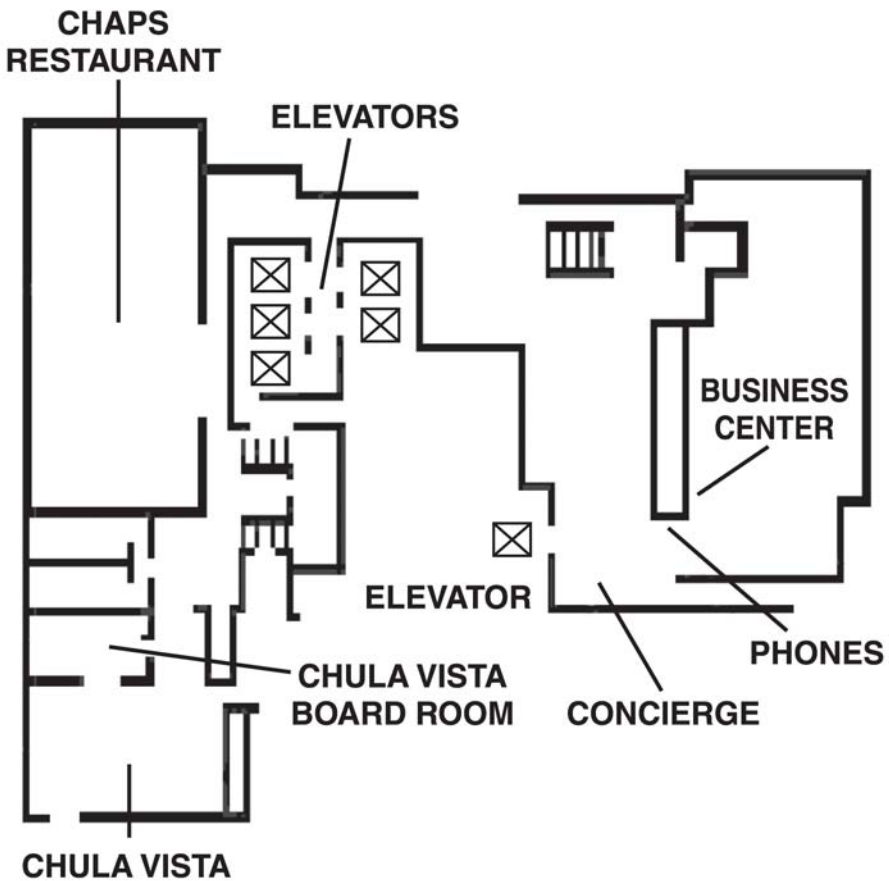 CHAPS
RESTAURANT
ELEVATORS
BUSINESS
CENTER
ELEVATOR
PHONES
CHULA VISTA
BOARD ROOM
CONCIERGE
CHULA VISTA